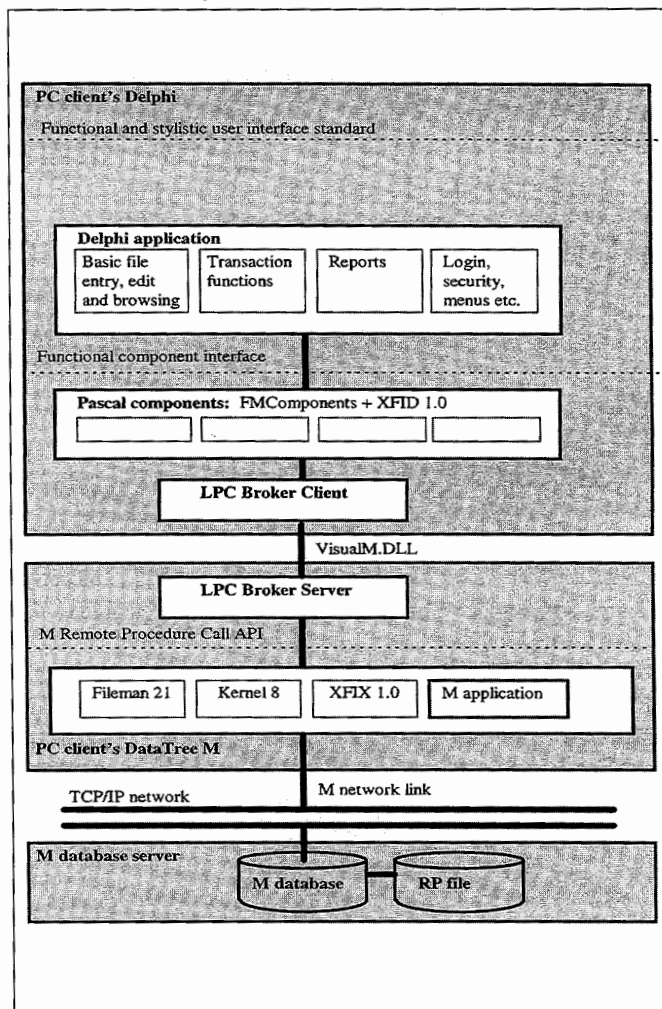 PC client's Delphi
Functional and stylistic user interface standard
Delphi application
Basic file
entry, edit
and browsing
Transaction
functions
Reports
Login,
security,
menus etc.
Functional component interface
Pascal components: FMComponents + XFID 1.0
LPC Broker Client
VisualM.DLL
LPC Broker Server
M Remote Procedure Call API
Fileman 21
Kernel 8
XFIX 1.0
M application
PC client's DataTree M
TCP/IP network
M network link
M database server
M database
RP file